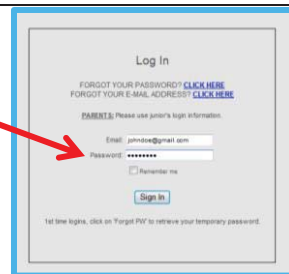 Log In
FORGOT YOUR PASSWORD? CLICK HERE
FORGOT YOUR E-MAIL ADDRESS? CLICK HERE
PARENTS: Please use junior's login information.
Email: johndoe@gmail.com
Password: ••••••••
Remember me
Sign In
1st time logins, click on 'Forgot PW' to retrieve your temporary password.